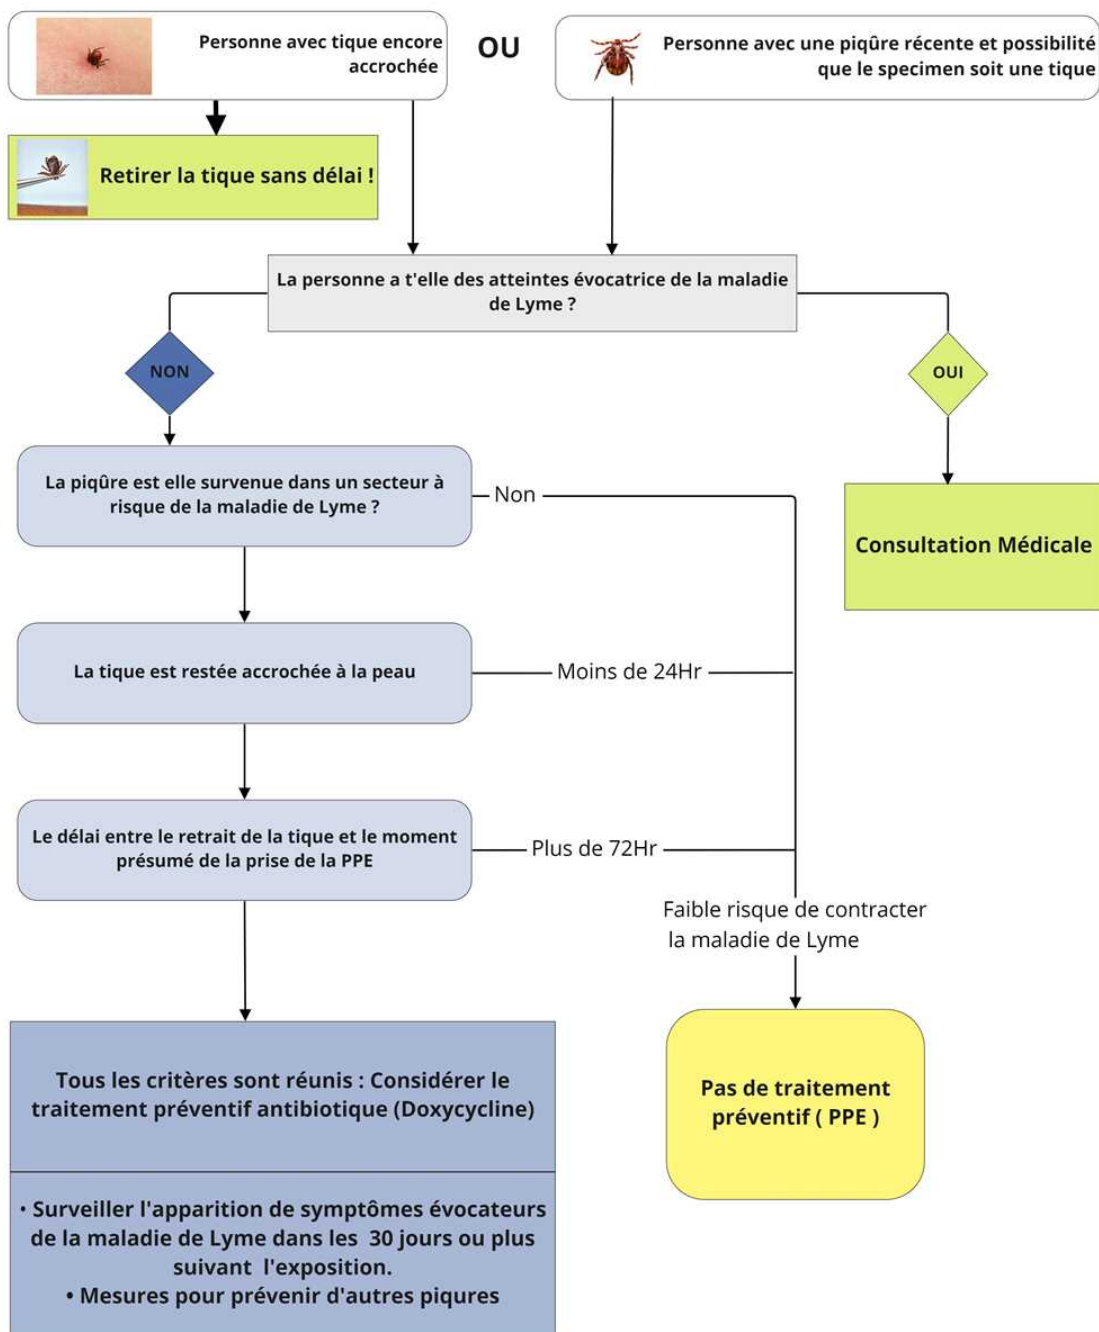 Personne avec tique encore
accrochée
OU
Personne avec une piqûre récente et possibilité
que le specimen soit une tique
Retirer la tique sans délai !
La personne a t'elle des atteintes évocatrice de la maladie
de Lyme ?
NON
OUI
La piqûre est elle survenue dans un secteur à
risque de la maladie de Lyme ?
Non
Consultation Médicale
La tique est restée accrochée à la peau
Moins de 24Hr
Le délai entre le retrait de la tique et le moment
présumé de la prise de la PPE
Plus de 72Hr
Faible risque de contracter
la maladie de Lyme
Tous les critères sont réunis : Considérer le
traitement préventif antibiotique (Doxycycline)
Pas de traitement
préventif ( PPE )
• Surveiller l'apparition de symptômes évocateurs
de la maladie de Lyme dans les 30 jours ou plus
suivant l'exposition.
• Mesures pour prévenir d'autres piqures